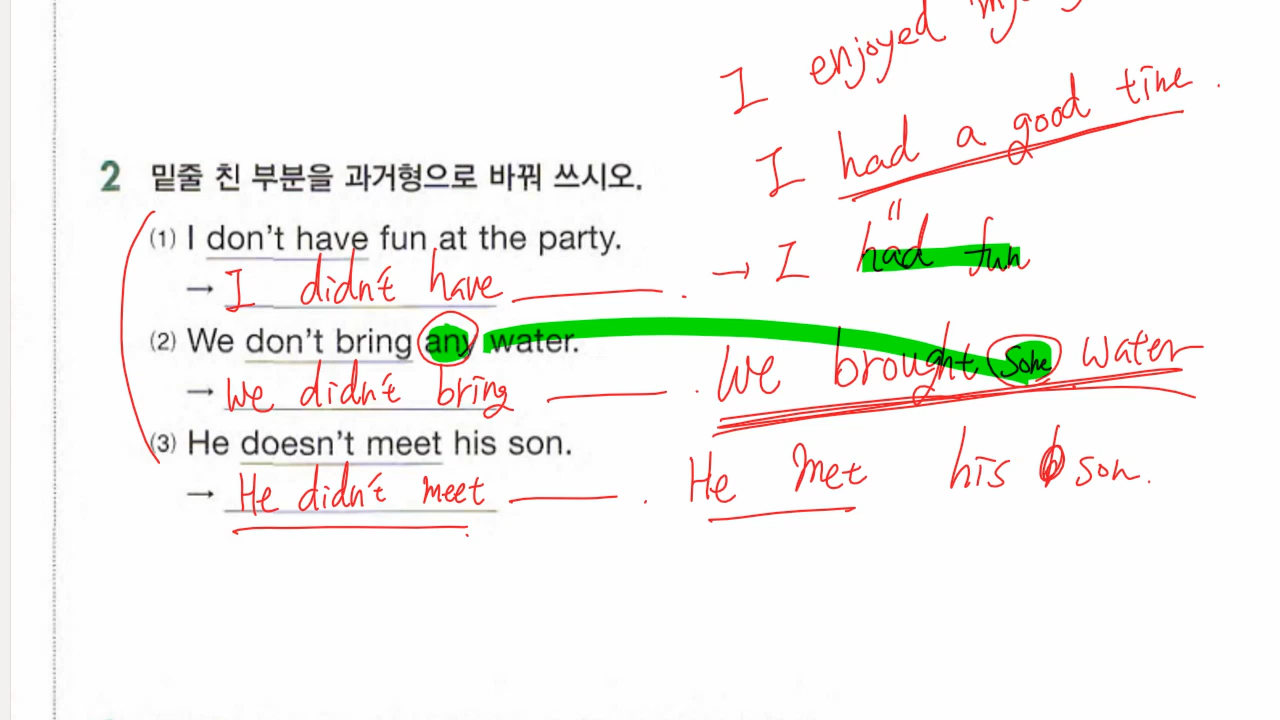 I enjoyed
I had a good time.
"
→ I had fun
2 밑줄 친 부분을 과거형으로 바꿔 쓰시오.
(1) I don't have fun at the party.
→ I didn't have ______.
(2) We don't bring any water.
→ We didn't bring ______. We brought some water
(3) He doesn't meet his son.
→ He didn't meet ______. He met his son.